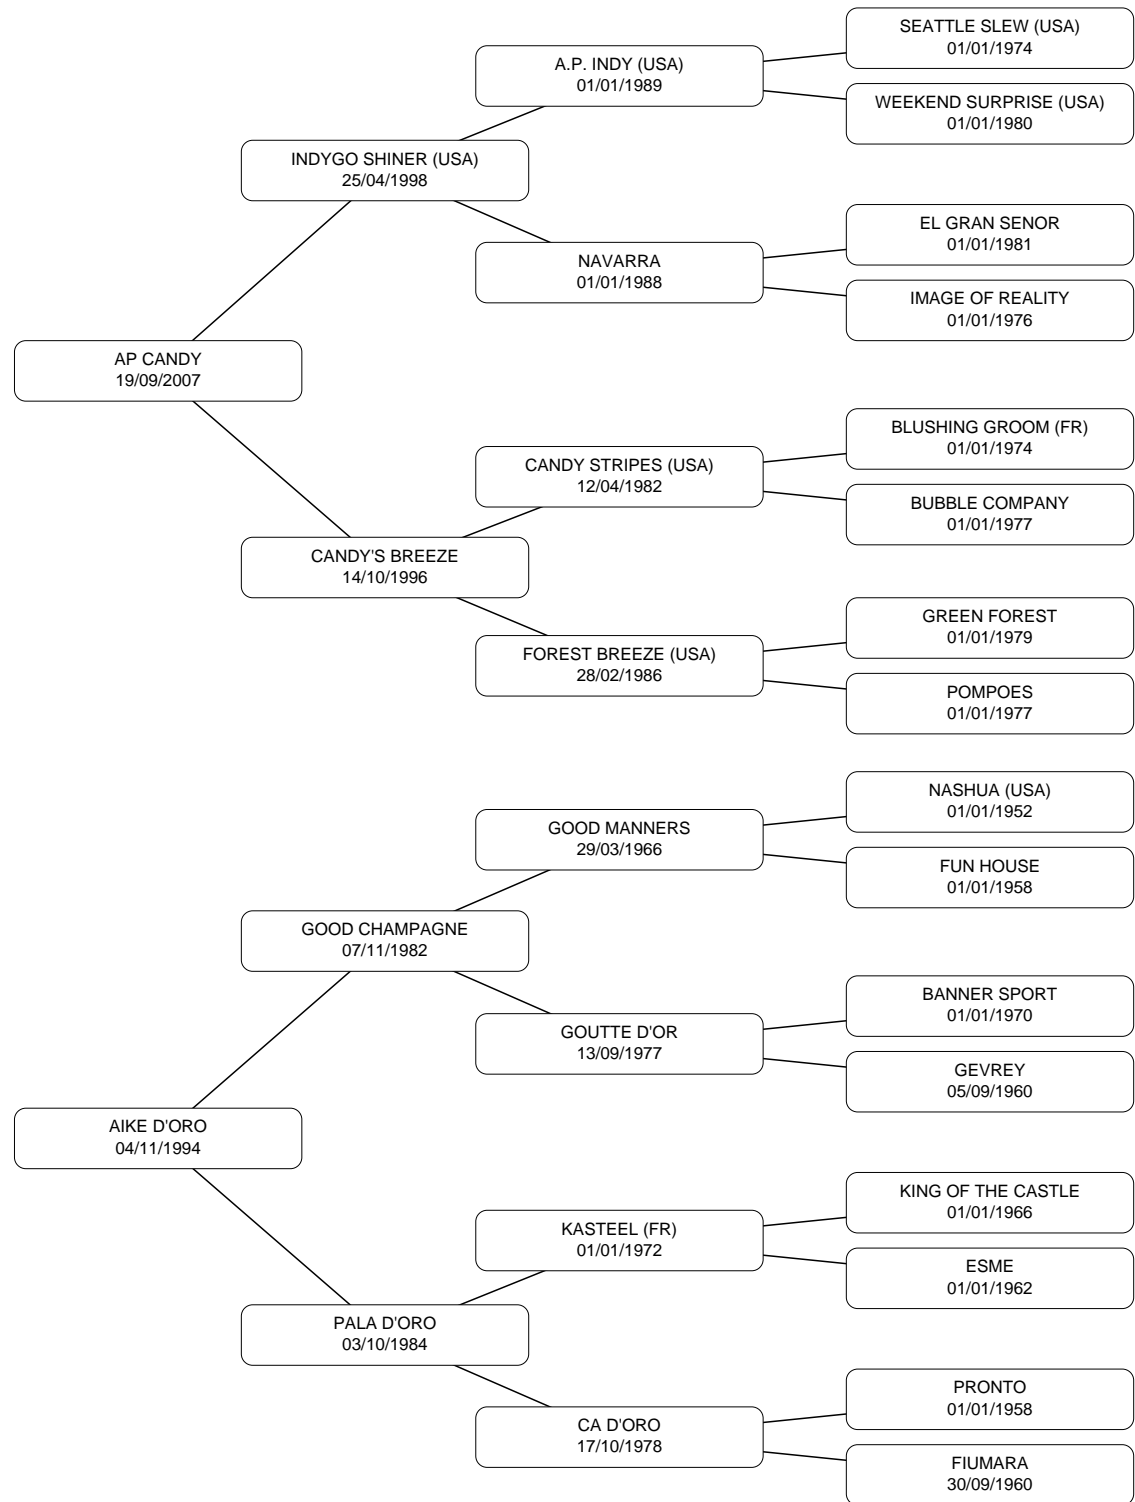 SEATTLE SLEW (USA)
01/01/1974
A.P. INDY (USA)
01/01/1989
WEEKEND SURPRISE (USA)
01/01/1980
INDYGO SHINER (USA)
25/04/1998
EL GRAN SENOR
01/01/1981
NAVARRA
01/01/1988
IMAGE OF REALITY
01/01/1976
AP CANDY
19/09/2007
BLUSHING GROOM (FR)
01/01/1974
CANDY STRIPES (USA)
12/04/1982
BUBBLE COMPANY
01/01/1977
CANDY'S BREEZE
14/10/1996
GREEN FOREST
01/01/1979
FOREST BREEZE (USA)
28/02/1986
POMPOES
01/01/1977
NASHUA (USA)
01/01/1952
GOOD MANNERS
29/03/1966
FUN HOUSE
01/01/1958
GOOD CHAMPAGNE
07/11/1982
BANNER SPORT
01/01/1970
GOUTTE D'OR
13/09/1977
GEVREY
05/09/1960
AIKE D'ORO
04/11/1994
KING OF THE CASTLE
01/01/1966
KASTEEL (FR)
01/01/1972
ESME
01/01/1962
PALA D'ORO
03/10/1984
PRONTO
01/01/1958
CA D'ORO
17/10/1978
FIUMARA
30/09/1960